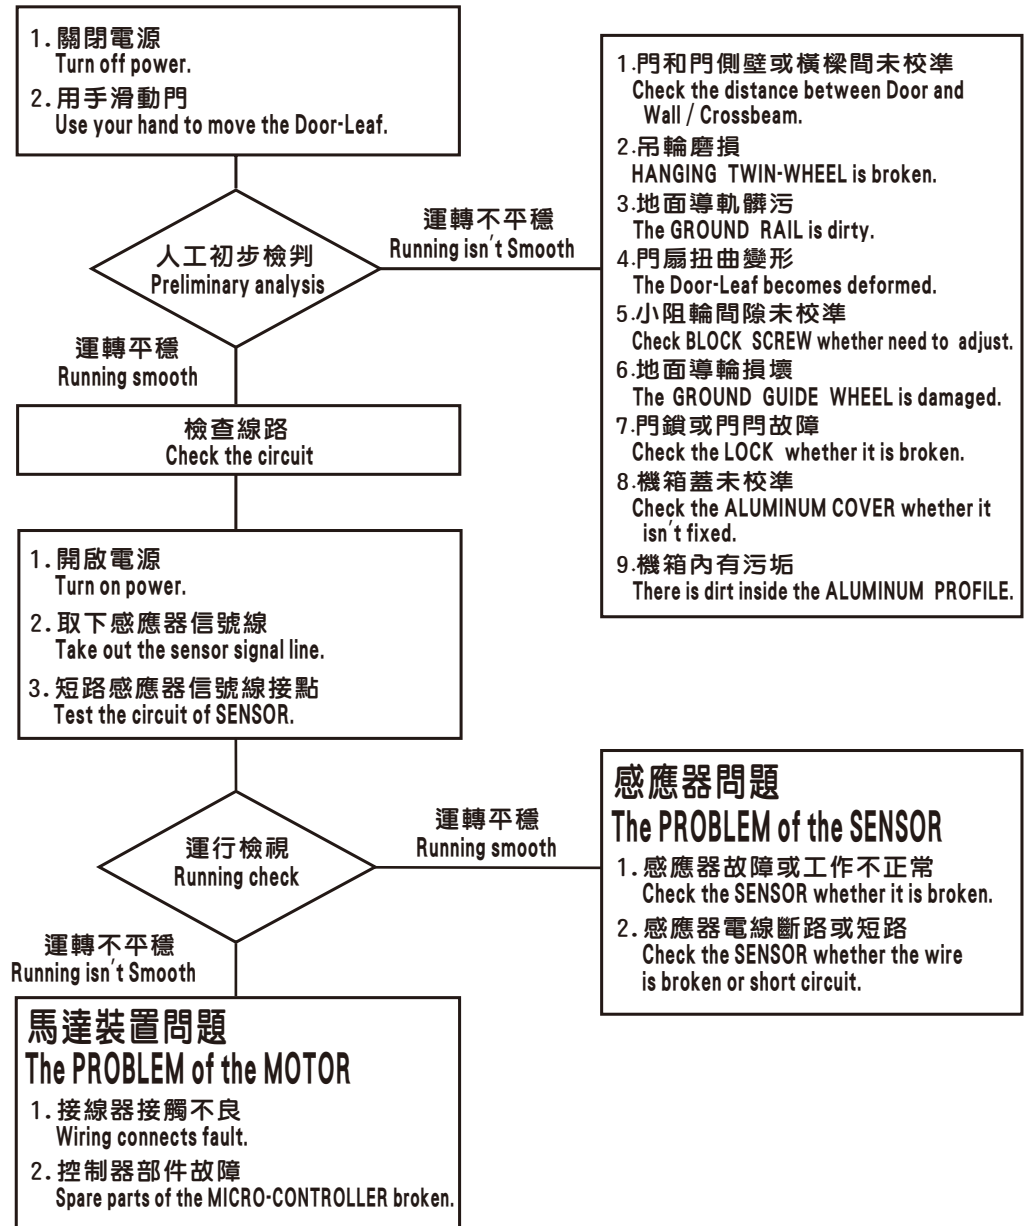 1. 關閉電源
Turn off power.
2. 用手滑動門
Use your hand to move the Door-Leaf.
人工初步檢判
Preliminary analysis
運轉不平穩
Running isn't Smooth
1.門和門側壁或橫樑間未校準
Check the distance between Door and
Wall / Crossbeam.
2.吊輪磨損
HANGING TWIN-WHEEL is broken.
3.地面導軌髒污
The GROUND RAIL is dirty.
4.門扇扭曲變形
The Door-Leaf becomes deformed.
5.小阻輪間隙未校準
Check BLOCK SCREW whether need to adjust.
6.地面導輪損壞
The GROUND GUIDE WHEEL is damaged.
7.門鎖或門閂故障
Check the LOCK whether it is broken.
8.機箱蓋未校準
Check the ALUMINUM COVER whether it
isn't fixed.
9.機箱內有污垢
There is dirt inside the ALUMINUM PROFILE.
運轉平穩
Running smooth
檢查線路
Check the circuit
1. 開啟電源
Turn on power.
2. 取下感應器信號線
Take out the sensor signal line.
3. 短路感應器信號線接點
Test the circuit of SENSOR.
運行檢視
Running check
運轉平穩
Running smooth
感應器問題
The PROBLEM of the SENSOR
1. 感應器故障或工作不正常
Check the SENSOR whether it is broken.
2. 感應器電線斷路或短路
Check the SENSOR whether the wire
is broken or short circuit.
運轉不平穩
Running isn't Smooth
馬達裝置問題
The PROBLEM of the MOTOR
1. 接線器接觸不良
Wiring connects fault.
2. 控制器部件故障
Spare parts of the MICRO-CONTROLLER broken.